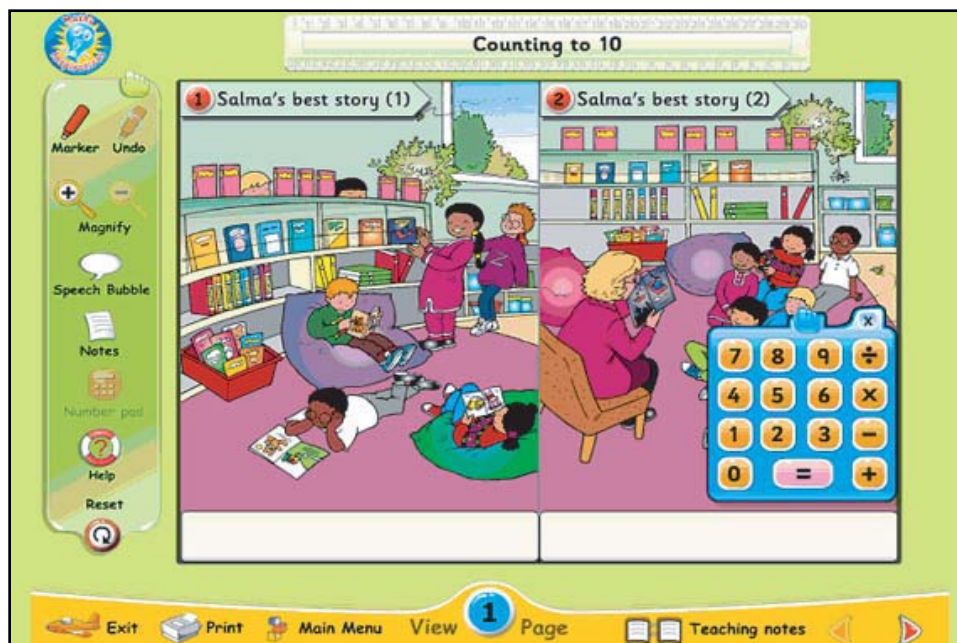 Maths
Counting to 10
1 Salma's best story (1)
2 Salma's best story (2)
Marker Undo
Magnify
Speech Bubble
Notes
Number pad
Help
Reset
x
7 8 9 ÷
4 5 6 ×
1 2 3 −
0 = +
Exit
Print
Main Menu
View 1 Page
Teaching notes